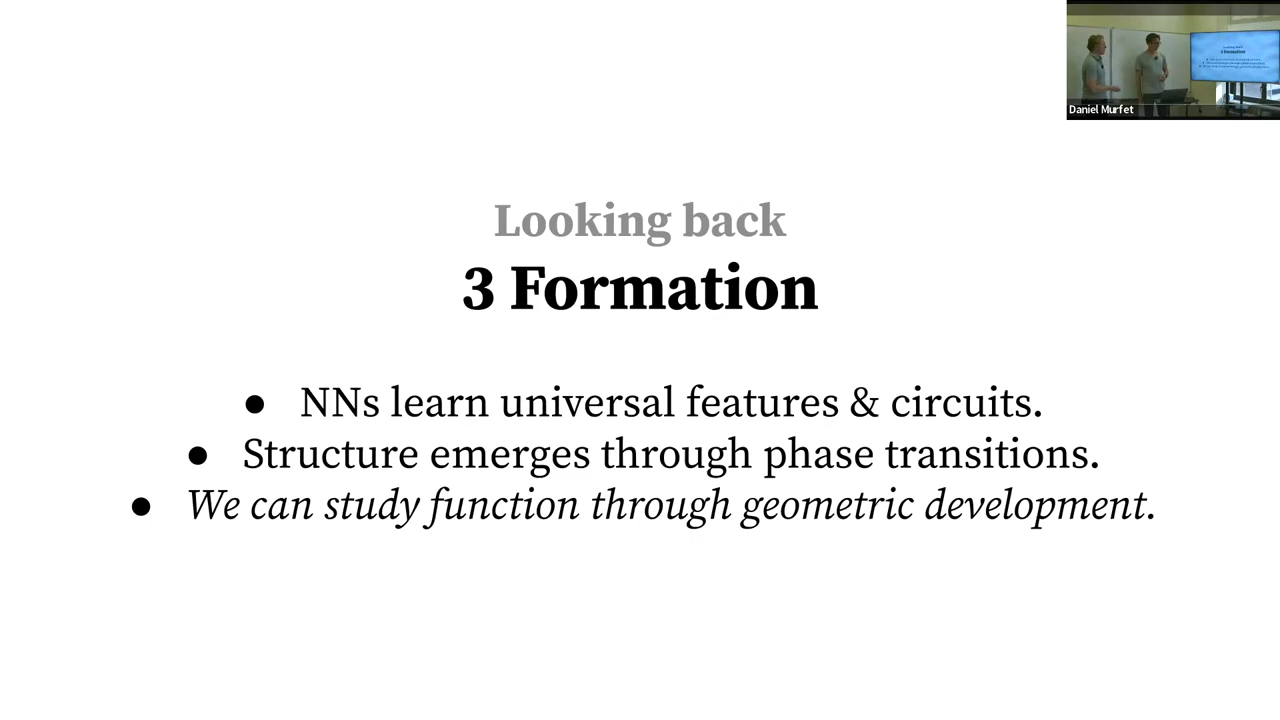 Daniel Murfet
Looking back
3 Formation
● NNs learn universal features & circuits.
● Structure emerges through phase transitions.
● We can study function through geometric development.